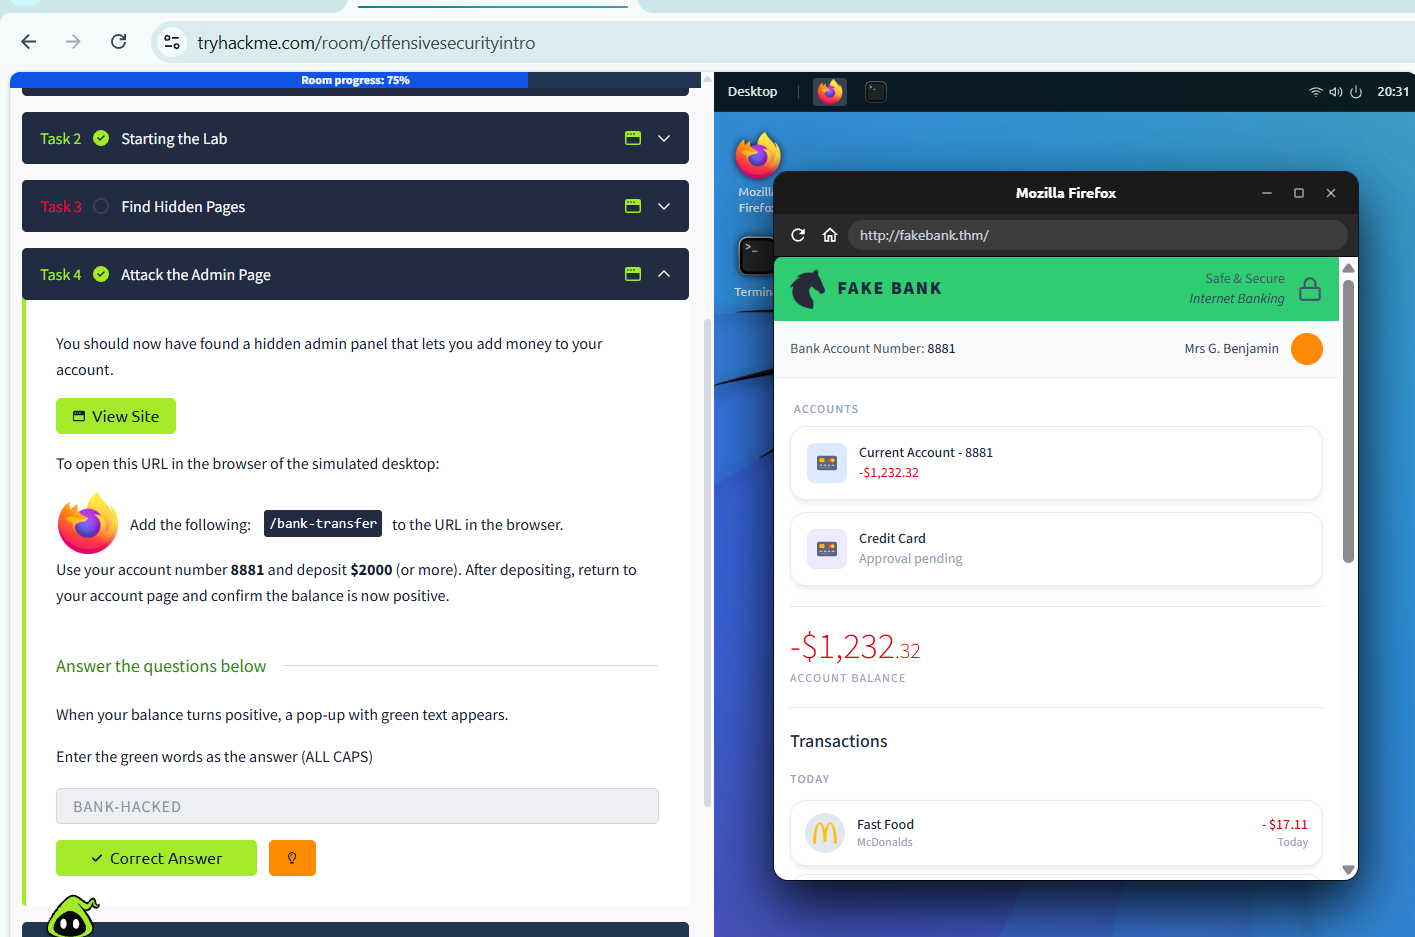 tryhackme.com/room/offensivesecurityintro
Room progress: 75%
Task 2 Starting the Lab
Task 3 Find Hidden Pages
Task 4 Attack the Admin Page
You should now have found a hidden admin panel that lets you add money to your
account.
View Site
To open this URL in the browser of the simulated desktop:
Add the following: /bank-transfer to the URL in the browser.
Use your account number 8881 and deposit $2000 (or more). After depositing, return to
your account page and confirm the balance is now positive.
Answer the questions below
When your balance turns positive, a pop-up with green text appears.
Enter the green words as the answer (ALL CAPS)
BANK-HACKED
Correct Answer
Desktop
20:31
Mozilla
Firefox
Termin
Mozilla Firefox
http://fakebank.thm/
FAKE BANK
Safe & Secure
Internet Banking
Bank Account Number: 8881
Mrs G. Benjamin
ACCOUNTS
Current Account - 8881
-$1,232.32
Credit Card
Approval pending
-$1,232.32
ACCOUNT BALANCE
Transactions
TODAY
Fast Food
- $17.11
McDonalds
Today